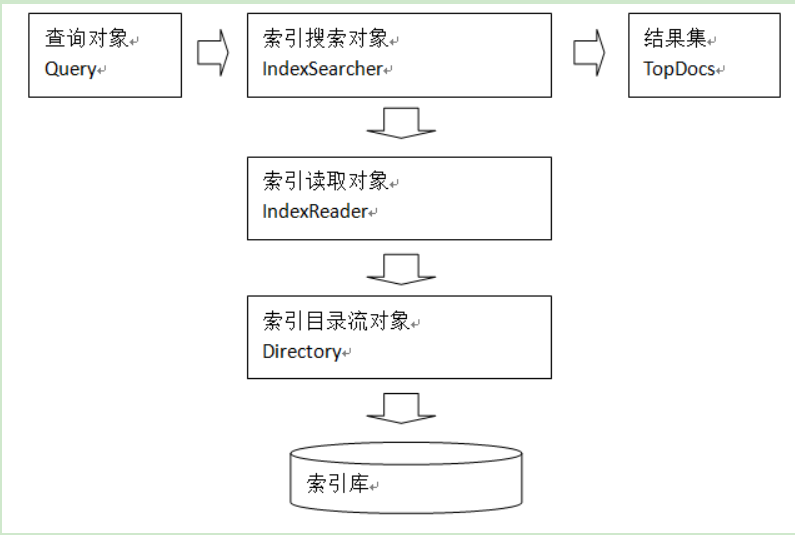 查询对象
Query
索引搜索对象
IndexSearcher
结果集
TopDocs
索引读取对象
IndexReader
索引目录流对象
Directory
索引库